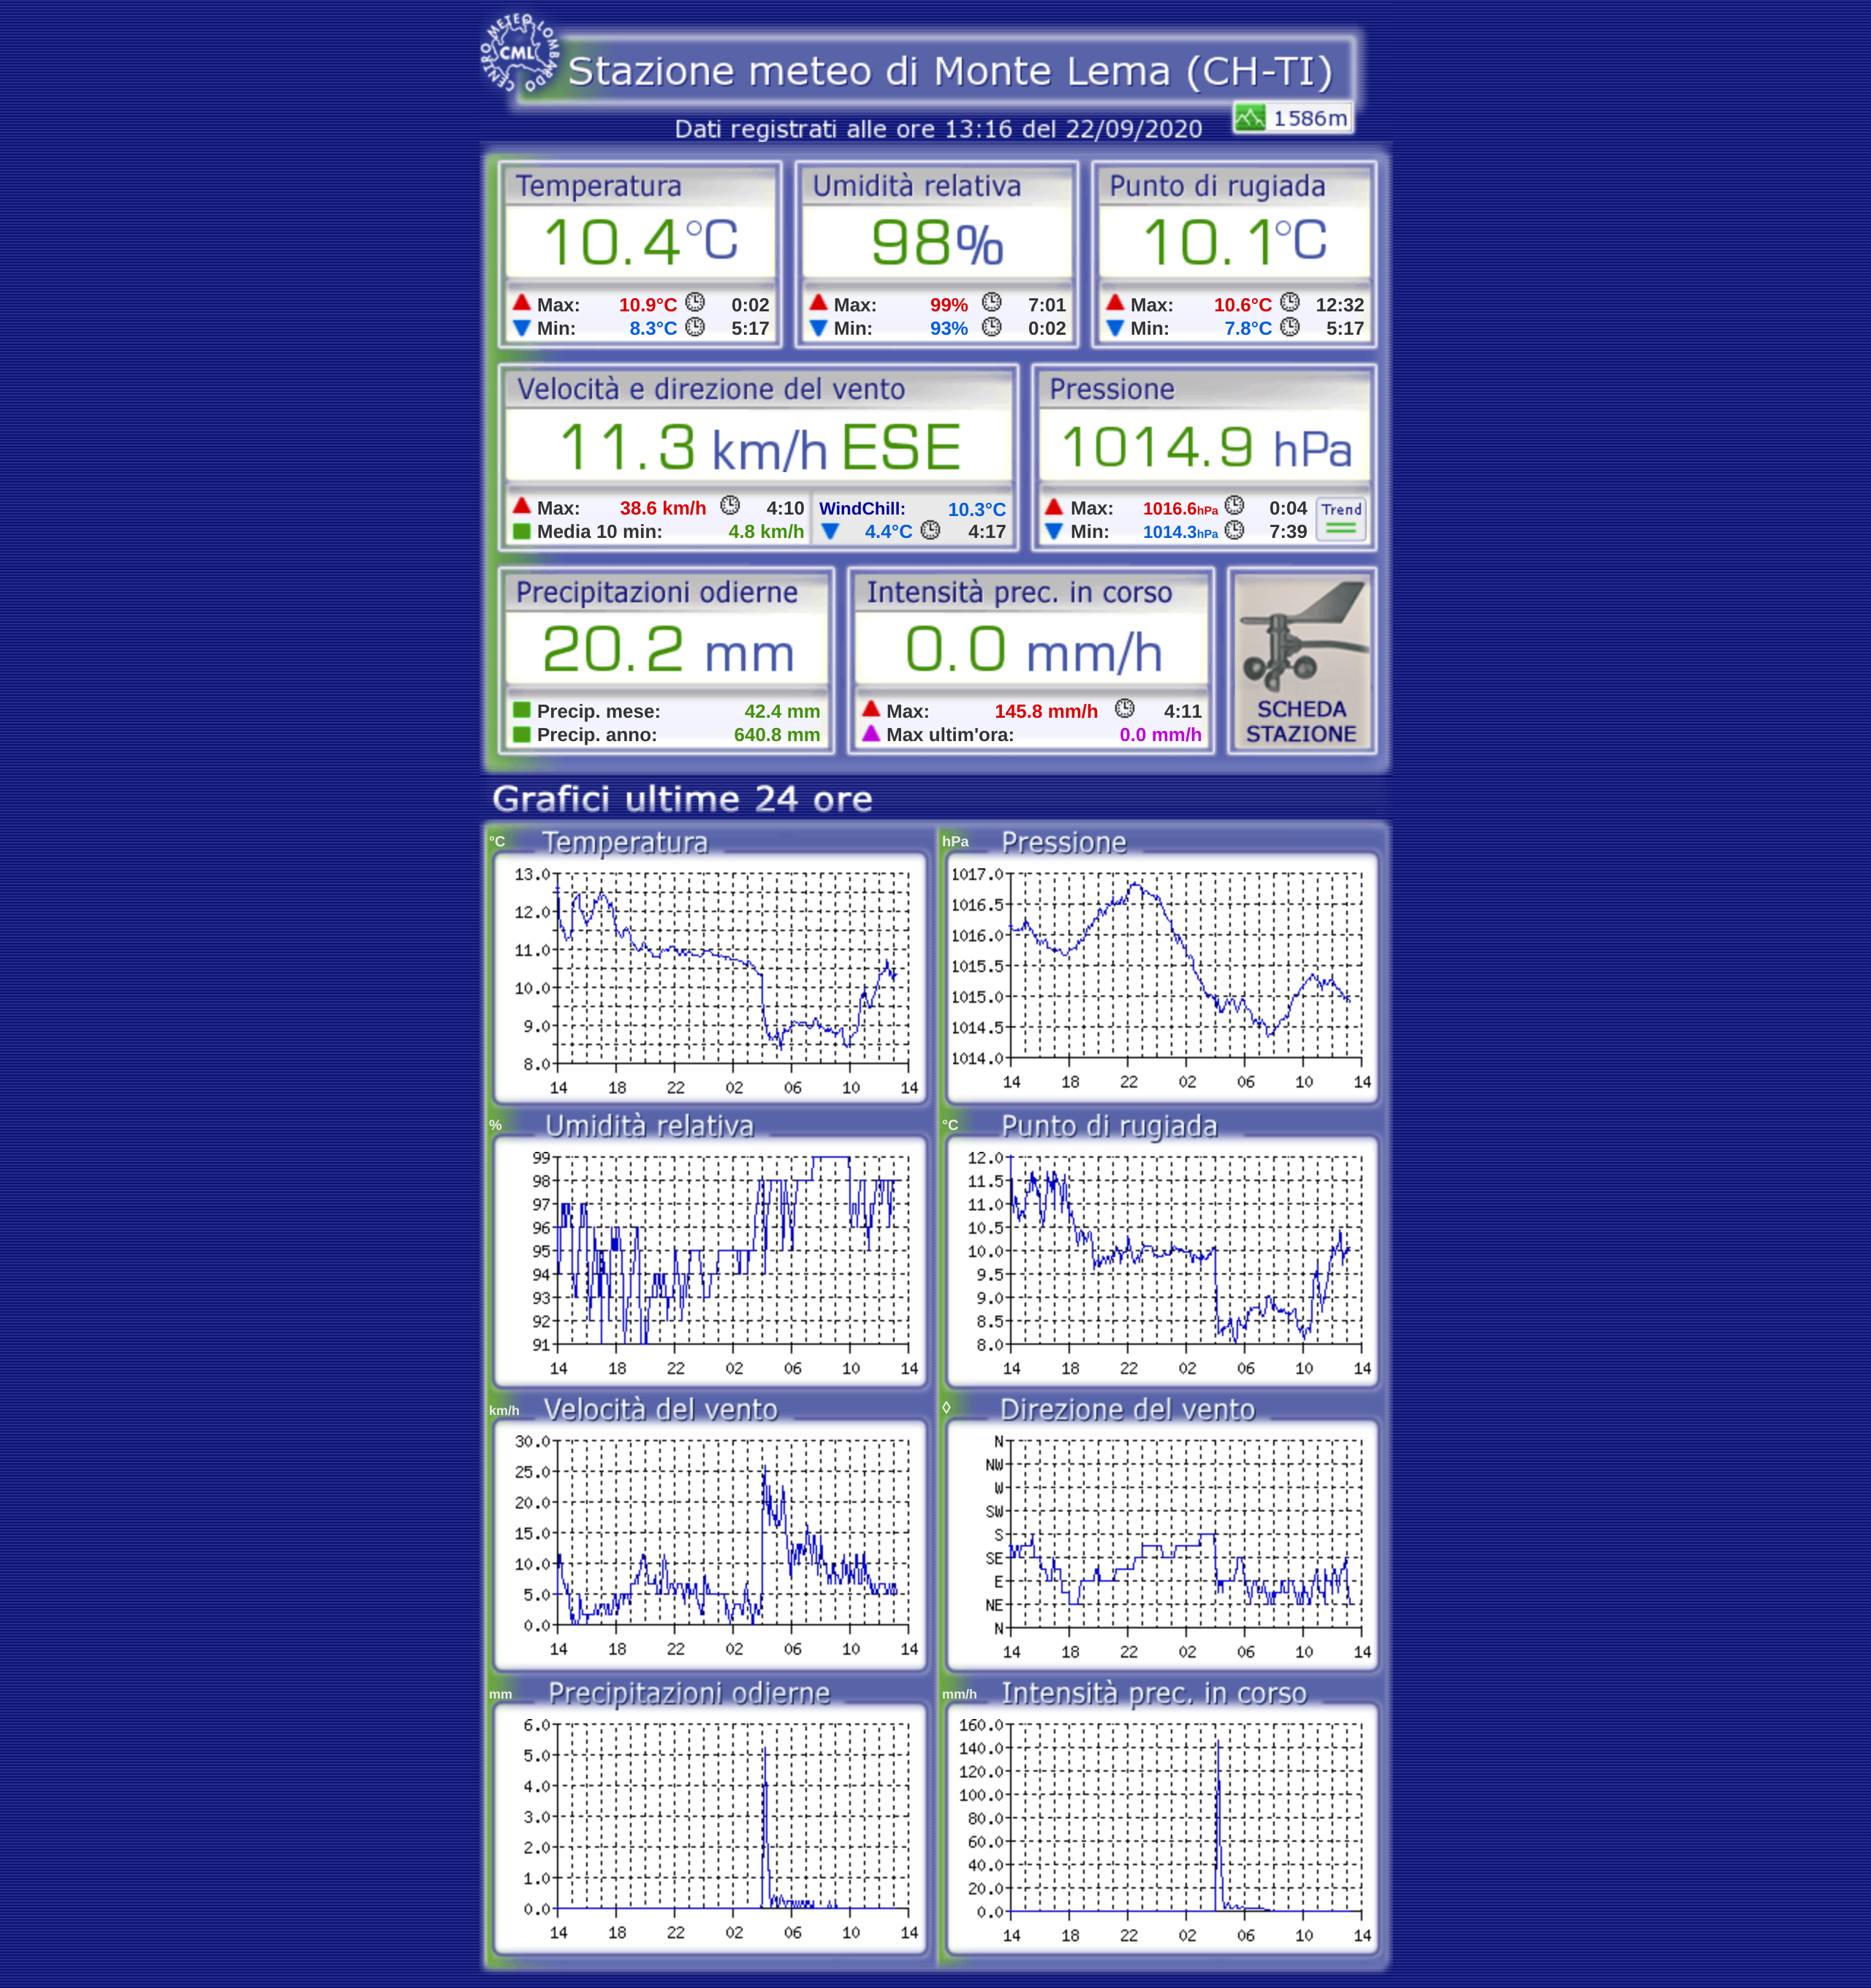 CENTRO METEO LOMBARDO
CML
Stazione meteo di Monte Lema (CH-TI)
1586m
Dati registrati alle ore 13:16 del 22/09/2020
Temperatura Umidità relativa Punto di rugiada
10.4°C 98% 10.1°C
Max: 10.9°C 0:02 Max: 99% 7:01 Max: 10.6°C 12:32
Min: 8.3°C 5:17 Min: 93% 0:02 Min: 7.8°C 5:17
Velocità e direzione del vento Pressione
11.3 km/h ESE 1014.9 hPa
Max: 38.6 km/h 4:10 WindChill: 10.3°C Max: 1016.6hPa 0:04 Trend
Media 10 min: 4.8 km/h 4.4°C 4:17 Min: 1014.3hPa 7:39
Precipitazioni odierne Intensità prec. in corso
20.2 mm 0.0 mm/h
Precip. mese: 42.4 mm Max: 145.8 mm/h 4:11 SCHEDA
Precip. anno: 640.8 mm Max ultim'ora: 0.0 mm/h STAZIONE
Grafici ultime 24 ore
°C Temperatura
13.0
12.0
11.0
10.0
9.0
8.0
14 18 22 02 06 10 14
hPa Pressione
1017.0
1016.5
1016.0
1015.5
1015.0
1014.5
1014.0
14 18 22 02 06 10 14
% Umidità relativa
99
98
97
96
95
94
93
92
91
14 18 22 02 06 10 14
°C Punto di rugiada
12.0
11.5
11.0
10.5
10.0
9.5
9.0
8.5
8.0
14 18 22 02 06 10 14
km/h Velocità del vento
30.0
25.0
20.0
15.0
10.0
5.0
0.0
14 18 22 02 06 10 14
◊ Direzione del vento
N
NW
W
SW
S
SE
E
NE
N
14 18 22 02 06 10 14
mm Precipitazioni odierne
6.0
5.0
4.0
3.0
2.0
1.0
0.0
14 18 22 02 06 10 14
mm/h Intensità prec. in corso
160.0
140.0
120.0
100.0
80.0
60.0
40.0
20.0
0.0
14 18 22 02 06 10 14